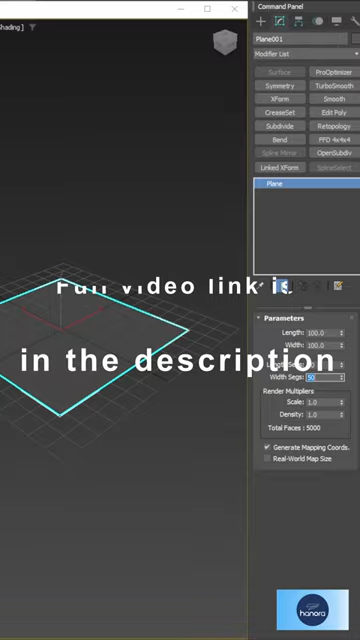 hading ]
Command Panel
Plane001
Modifier List
Surface
ProOptimizer
Symmetry
TurboSmooth
XForm
Smooth
CreaseSet
Edit Poly
Subdivide
Retopology
Bend
FFD 4x4x4
Spline Mirror
OpenSubdiv
Linked XForm
SplineSelect
Plane
Full video link is
in the description
Parameters
Length: 100.0
Width: 100.0
Length Segs:
Width Segs: 50
Render Multipliers
Scale: 1.0
Density: 1.0
Total Faces : 5000
Generate Mapping Coords.
Real-World Map Size
hanora